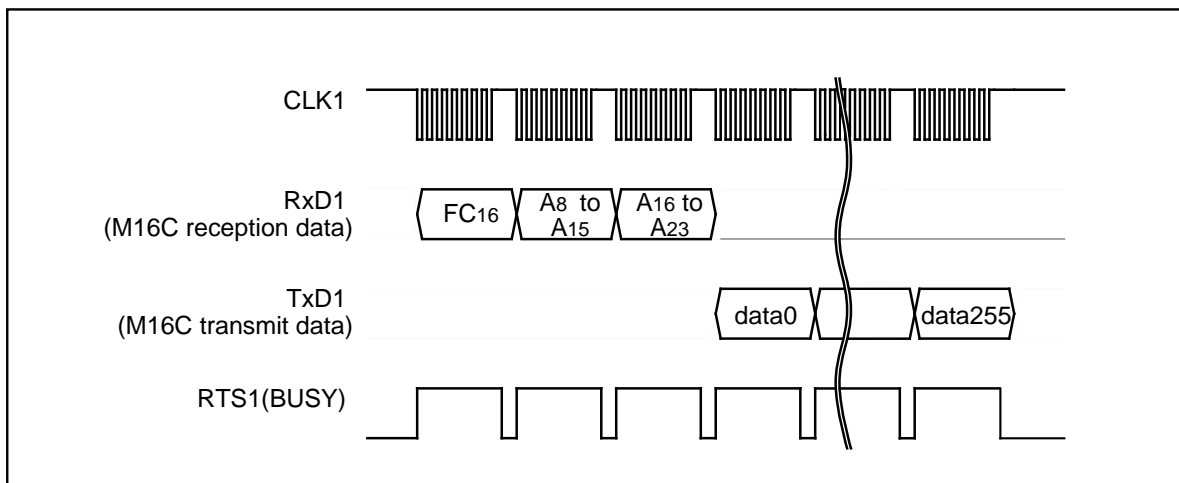 CLK1
RxD1
(M16C reception data)
FC16
A8 to
A15
A16 to
A23
TxD1
(M16C transmit data)
data0
data255
RTS1(BUSY)